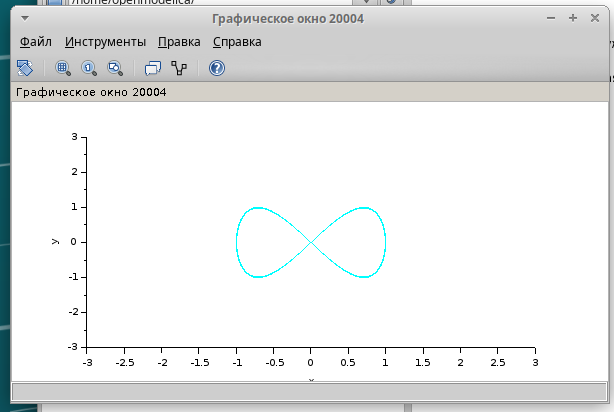 /home/openmodelica/
Графическое окно 20004
Файл Инструменты Правка Справка
Графическое окно 20004
3
2
1
y
0
-1
-2
-3
-3 -2.5 -2 -1.5 -1 -0.5 0 0.5 1 1.5 2 2.5 3